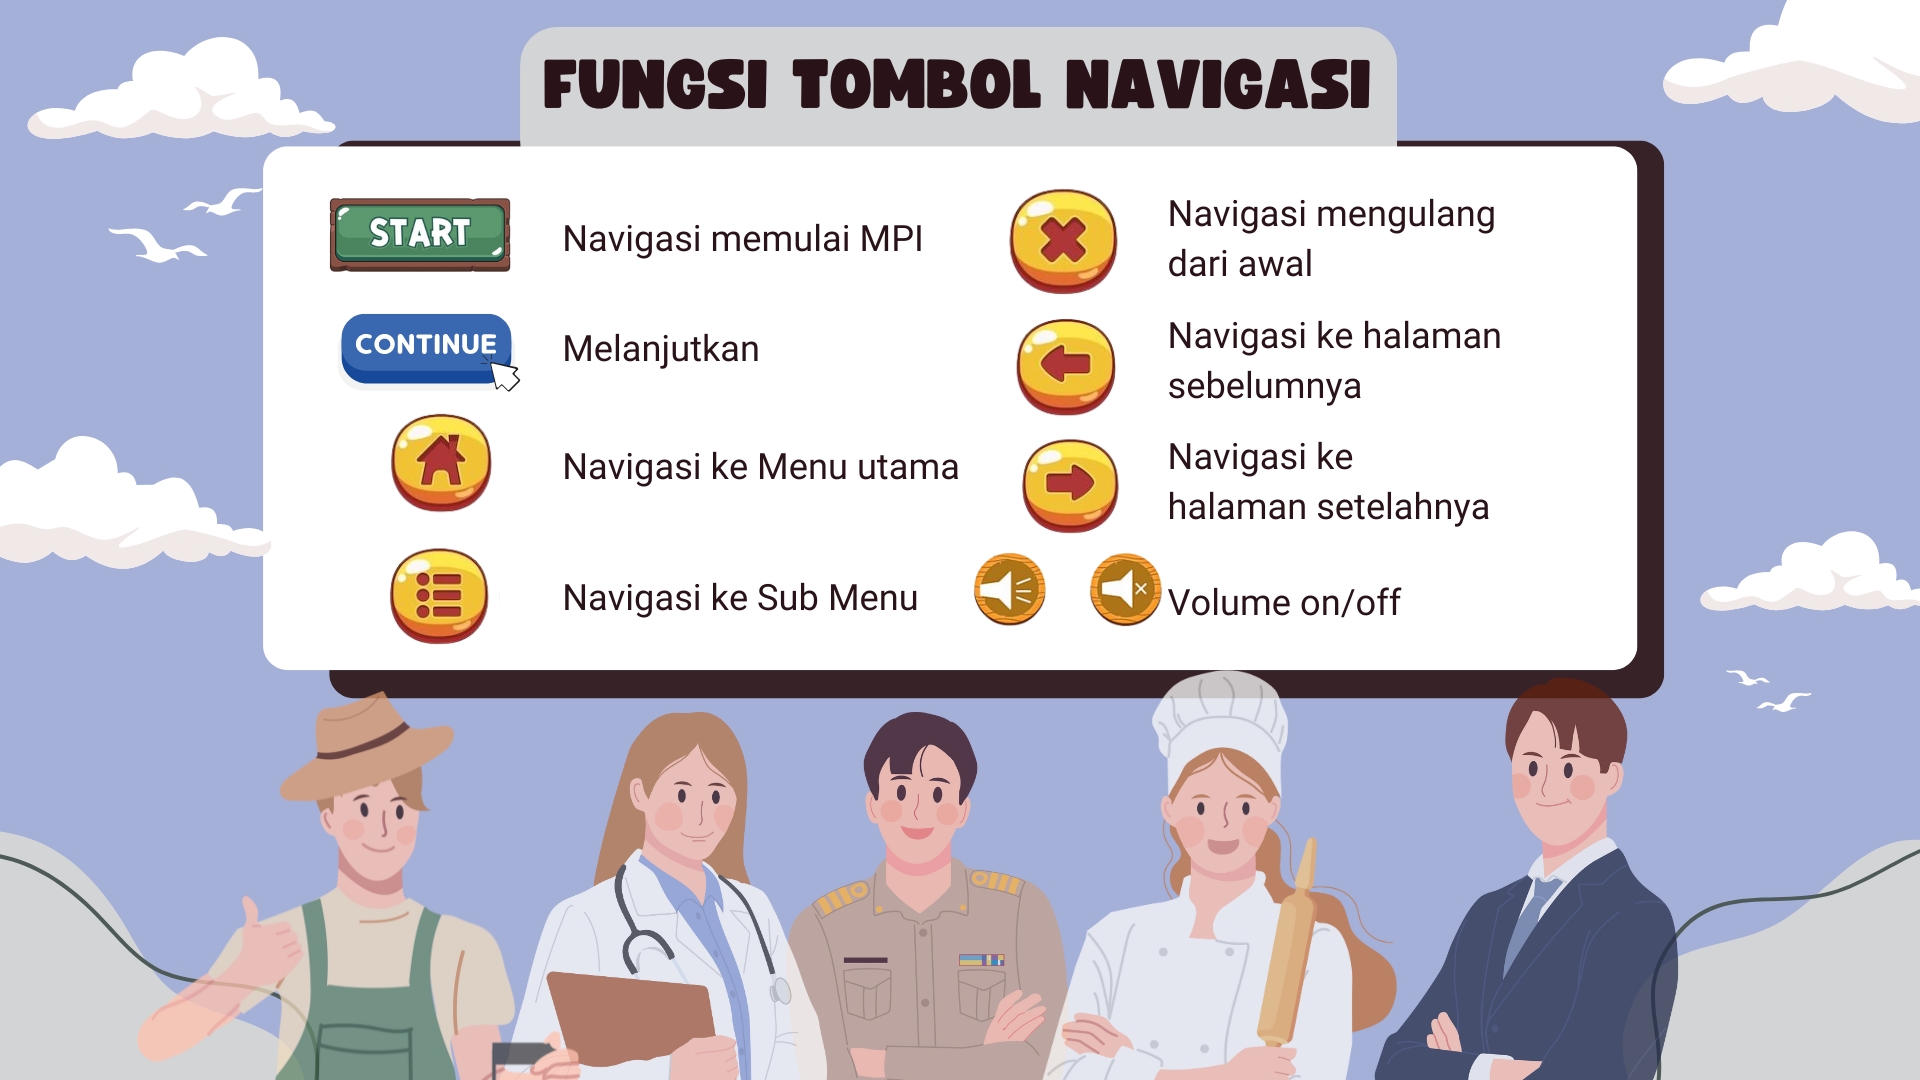 FUNGSI TOMBOL NAVIGASI
START
Navigasi memulai MPI
CONTINUE
Melanjutkan
Navigasi ke Menu utama
Navigasi ke Sub Menu
Navigasi mengulang
dari awal
Navigasi ke halaman
sebelumnya
Navigasi ke
halaman setelahnya
Volume on/off